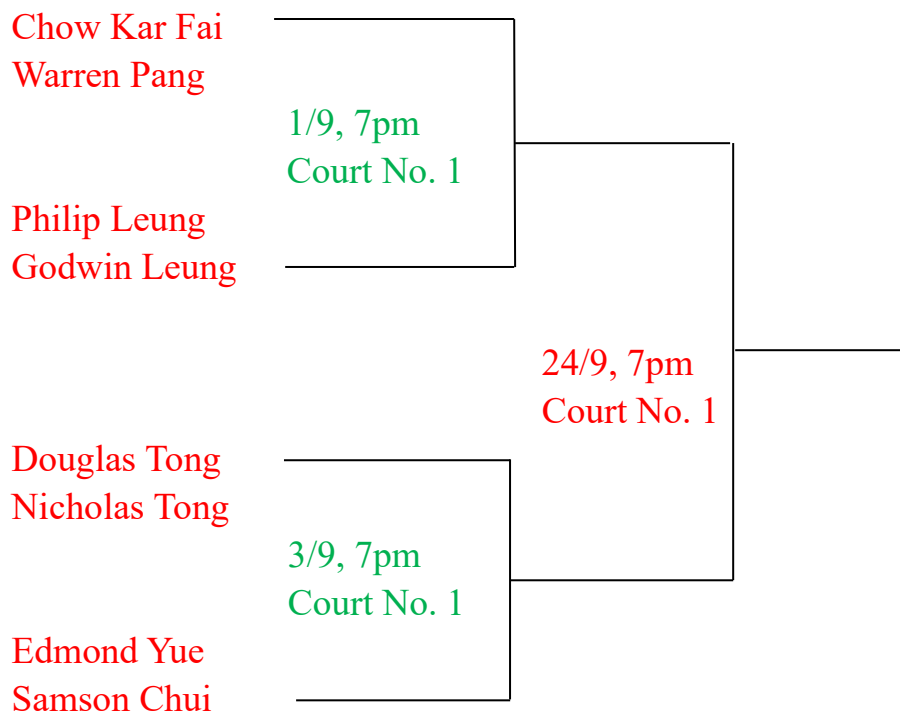 Chow Kar Fai
Warren Pang
1/9, 7pm
Court No. 1
Philip Leung
Godwin Leung
24/9, 7pm
Court No. 1
Douglas Tong
Nicholas Tong
3/9, 7pm
Court No. 1
Edmond Yue
Samson Chui